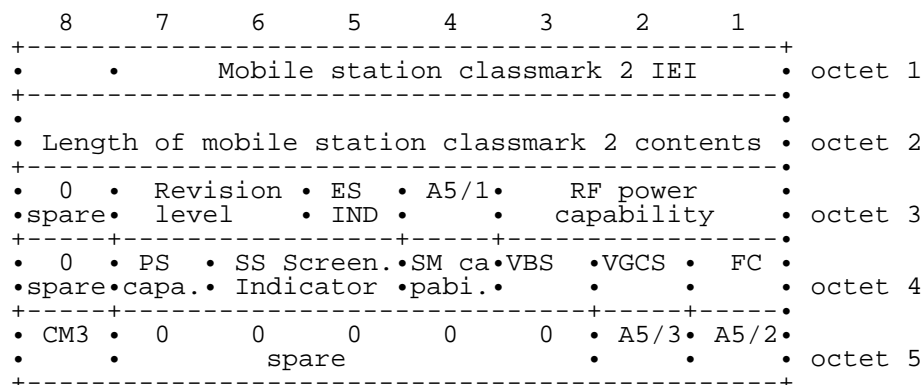 8 7 6 5 4 3 2 1
Mobile station classmark 2 IEI octet 1
Length of mobile station classmark 2 contents octet 2
0 Revision ES A5/1 RF power
spare level IND capability octet 3
0 PS SS Screen. SM ca VBS VGCS FC
spare capa. Indicator pabi. octet 4
CM3 0 0 0 0 0 A5/3 A5/2
spare octet 5